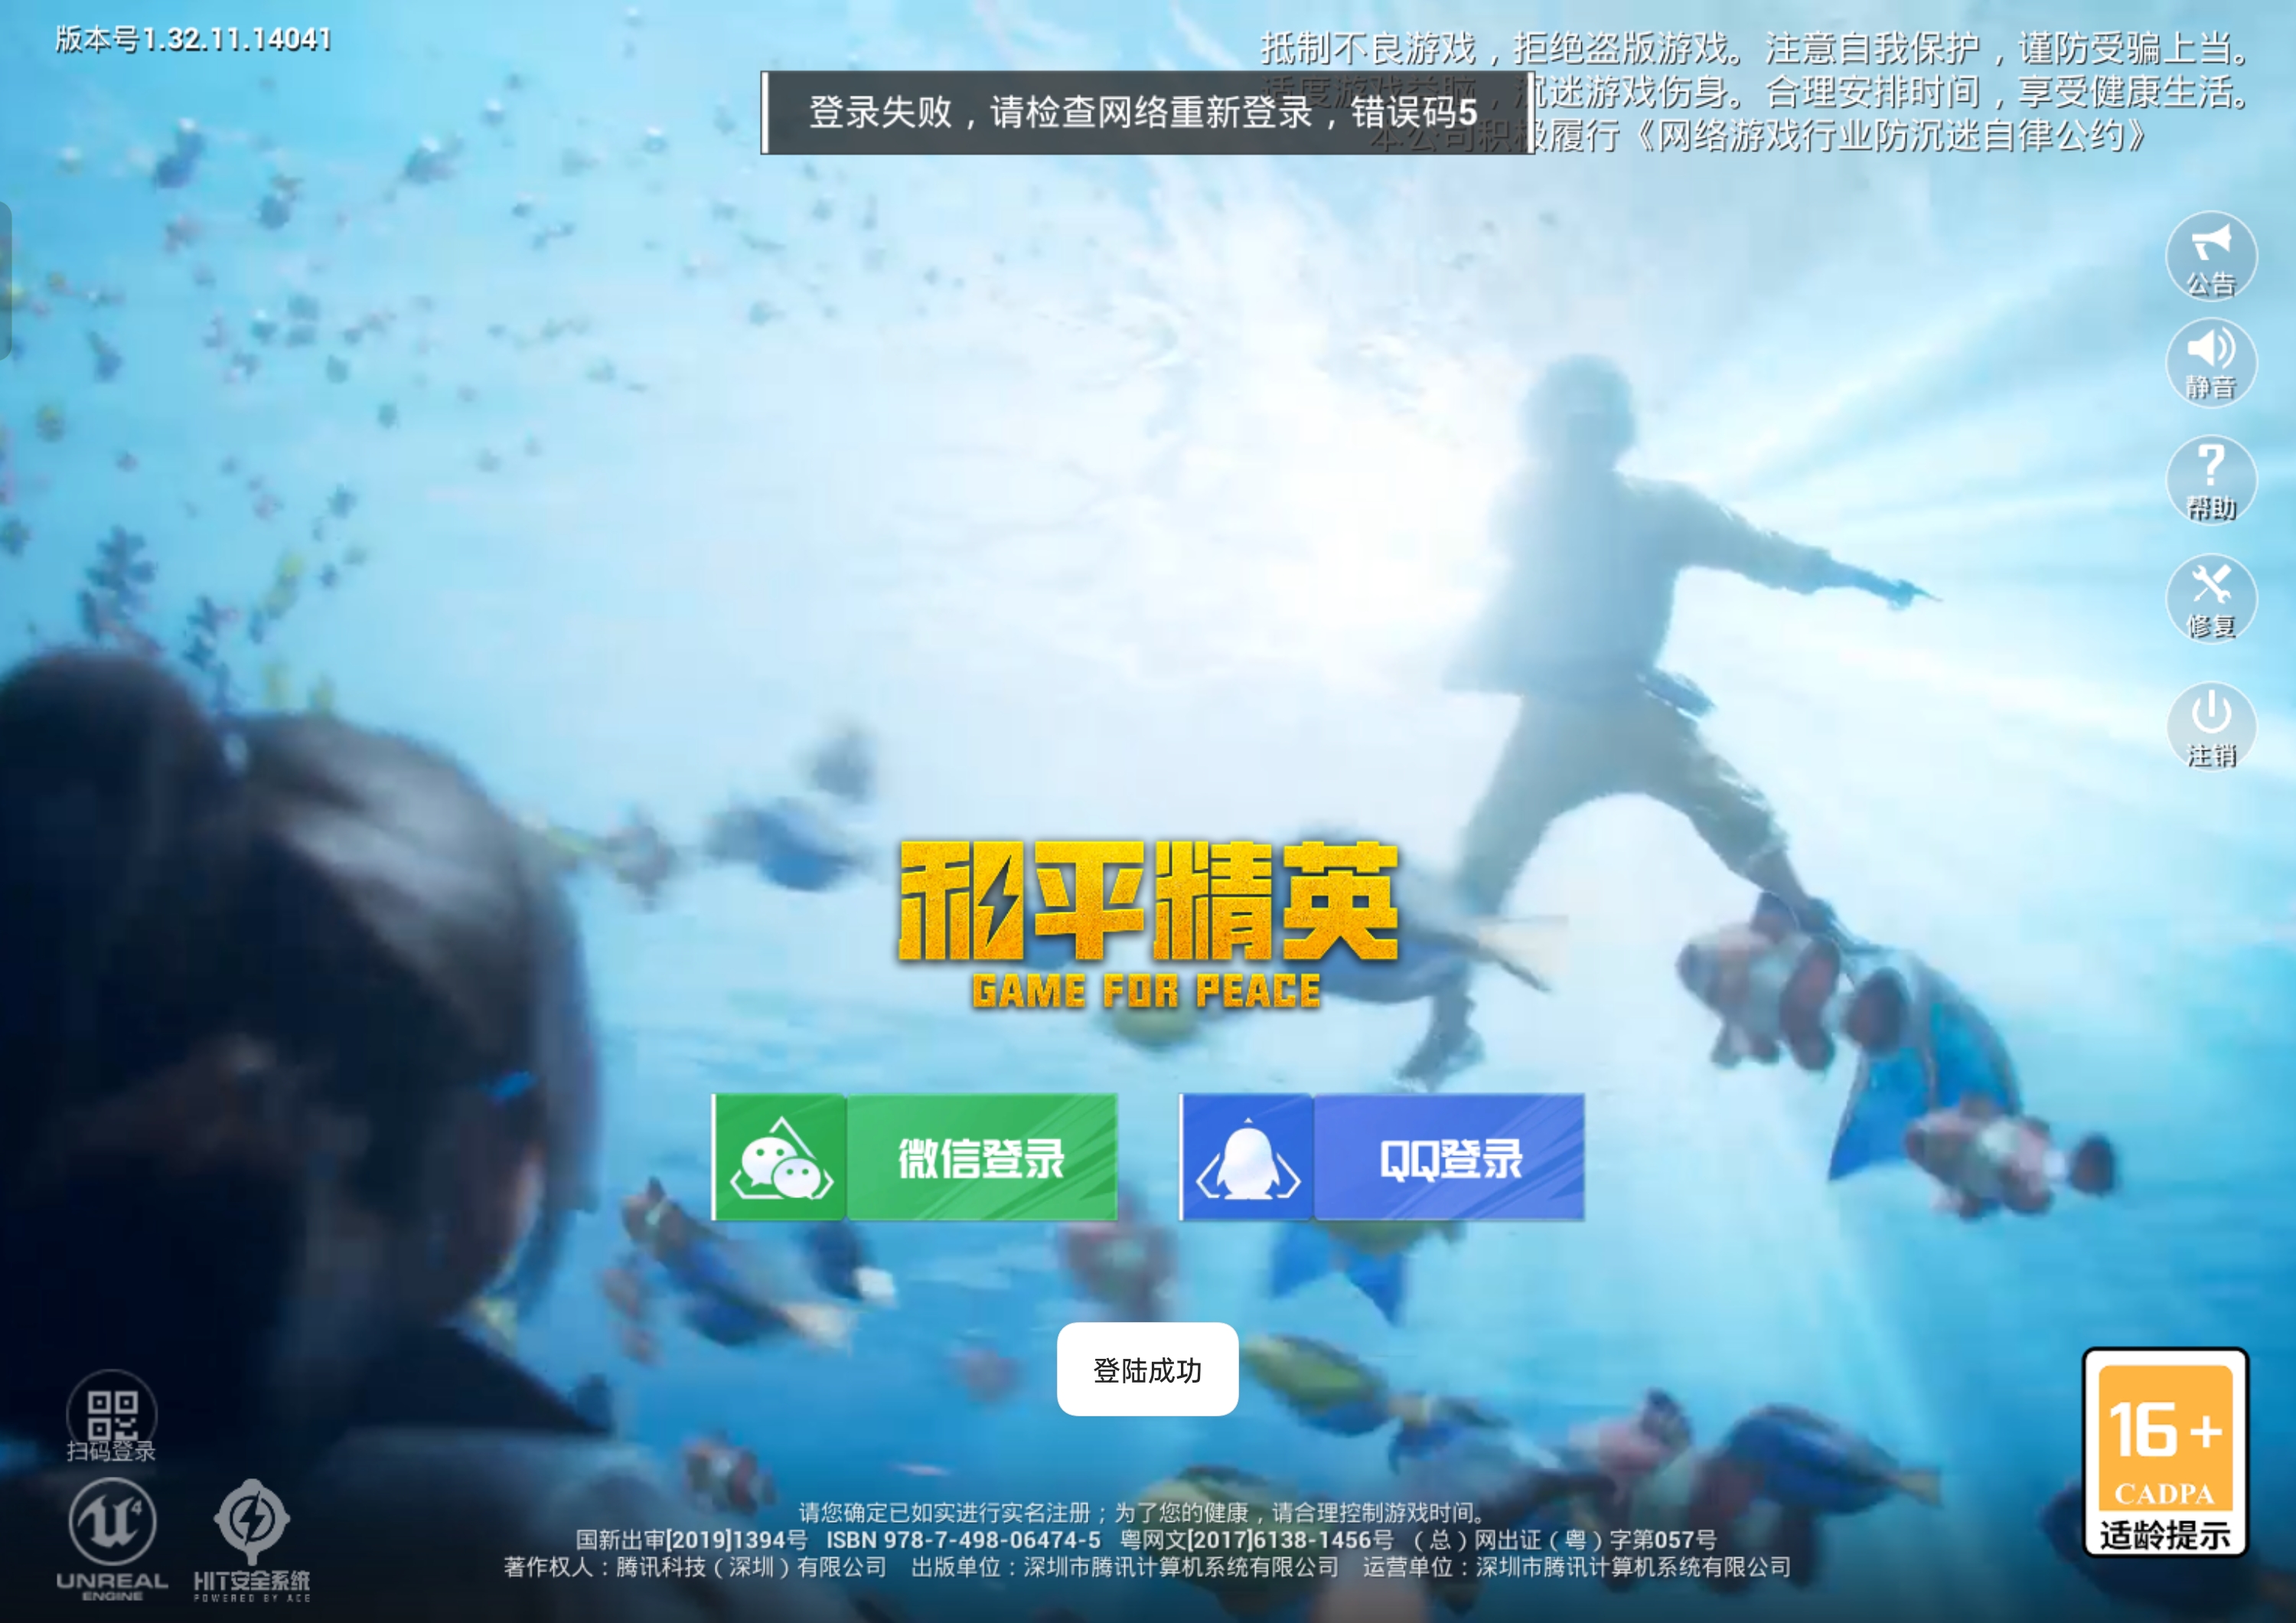 版本号1.32.11.14041
抵制不良游戏，拒绝盗版游戏。注意自我保护，谨防受骗上当。
适度游戏益脑，沉迷游戏伤身。合理安排时间，享受健康生活。
本公司积极履行《网络游戏行业防沉迷自律公约》
登录失败，请检查网络重新登录，错误码5
公告
静音
帮助
修复
注销
和平精英
GAME FOR PEACE
微信登录
QQ登录
登陆成功
扫码登录
UNREAL
ENGINE
HIT安全系统
POWERED BY ACE
16+
CADPA
适龄提示
请您确定已如实进行实名注册；为了您的健康，请合理控制游戏时间。
国新出审[2019]1394号 ISBN 978-7-498-06474-5 粤网文[2017]6138-1456号 （总）网出证（粤）字第057号
著作权人：腾讯科技（深圳）有限公司 出版单位：深圳市腾讯计算机系统有限公司 运营单位：深圳市腾讯计算机系统有限公司